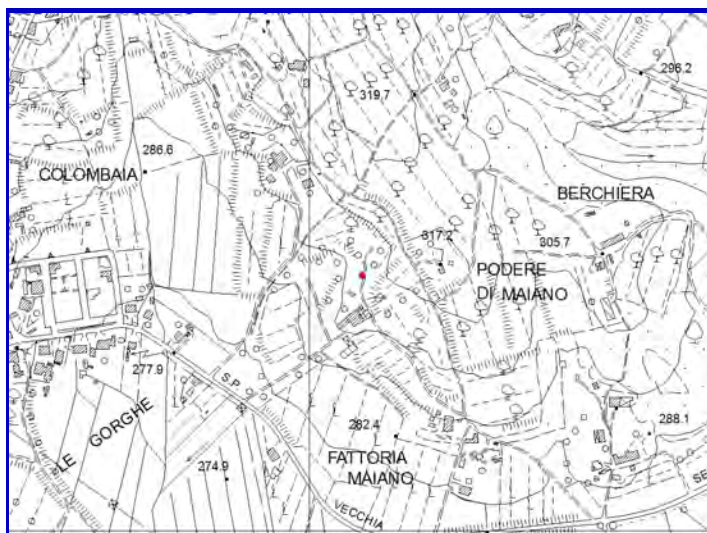 296.2
319.7
286.6
COLOMBAIA
BERCHIERA
317.2
305.7
PODERE
DI MAIANO
277.9
S.P.
LE GORGHE
282.4
288.1
FATTORIA
MAIANO
274.9
VECCHIA
SE